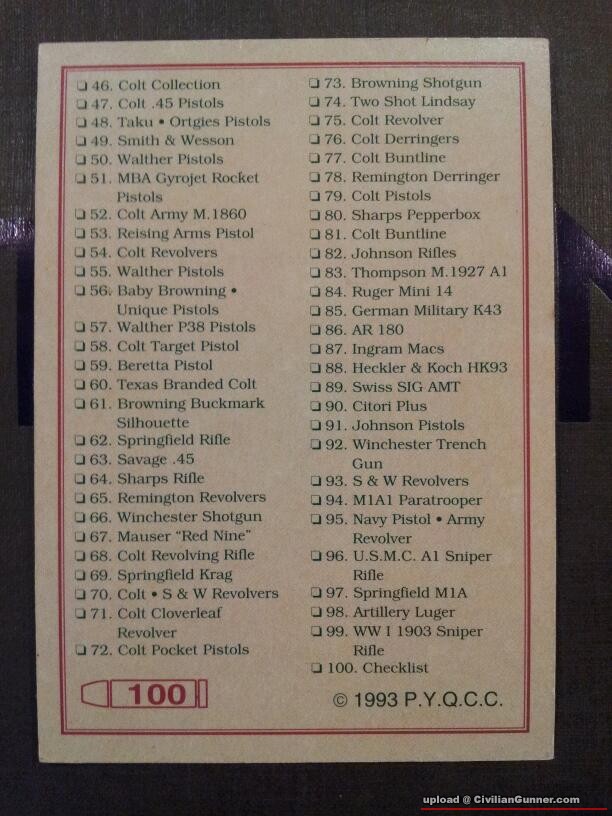 46. Colt Collection
47. Colt .45 Pistols
48. Taku • Ortgies Pistols
49. Smith & Wesson
50. Walther Pistols
51. MBA Gyrojet Rocket
Pistols
52. Colt Army M.1860
53. Reising Arms Pistol
54. Colt Revolvers
55. Walther Pistols
56. Baby Browning •
Unique Pistols
57. Walther P38 Pistols
58. Colt Target Pistol
59. Beretta Pistol
60. Texas Branded Colt
61. Browning Buckmark
Silhouette
62. Springfield Rifle
63. Savage .45
64. Sharps Rifle
65. Remington Revolvers
66. Winchester Shotgun
67. Mauser “Red Nine”
68. Colt Revolving Rifle
69. Springfield Krag
70. Colt • S & W Revolvers
71. Colt Cloverleaf
Revolver
72. Colt Pocket Pistols
73. Browning Shotgun
74. Two Shot Lindsay
75. Colt Revolver
76. Colt Derringers
77. Colt Buntline
78. Remington Derringer
79. Colt Pistols
80. Sharps Pepperbox
81. Colt Buntline
82. Johnson Rifles
83. Thompson M.1927 A1
84. Ruger Mini 14
85. German Military K43
86. AR 180
87. Ingram Macs
88. Heckler & Koch HK93
89. Swiss SIG AMT
90. Citori Plus
91. Johnson Pistols
92. Winchester Trench
Gun
93. S & W Revolvers
94. M1A1 Paratrooper
95. Navy Pistol • Army
Revolver
96. U.S.M.C. A1 Sniper
Rifle
97. Springfield M1A
98. Artillery Luger
99. WW I 1903 Sniper
Rifle
100. Checklist
100
© 1993 P.Y.Q.C.C.
upload @ CivilianGunner.com